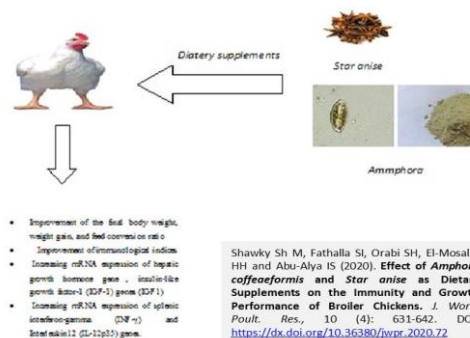 Diatery supplements
Star anise
Ammphora
• Improvement of the final body weight,
weight gain, and feed conversion ratio
• Improvement of immunological indices
• Increasing mRNA expression of hepatic
growth hormone gene , insulin-like
growth factor-1 (IGF-1) genes (IGF1)
• Increasing mRNA expression of splenic
interferon-gamma (INF-γ) and
Interleukin12 (IL-12p35) genes.
Shawky Sh M, Fathalla SI, Orabi SH, El-Mosal
HH and Abu-Alya IS (2020). Effect of Amphor
coffeaeformis and Star anise as Dietar
Supplements on the Immunity and Growt
Performance of Broiler Chickens. J. Wor
Poult. Res., 10 (4): 631-642. DO
https://dx.doi.org/10.36380/jwpr.2020.72